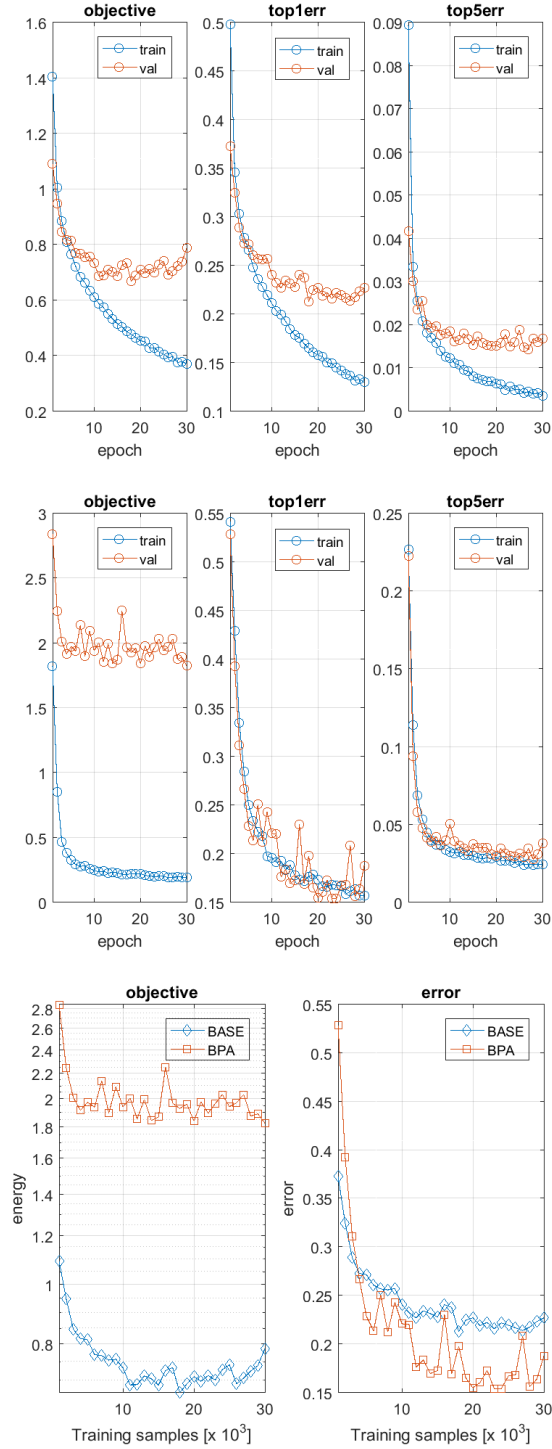 objective
top1err
top5err
train
val
train
val
train
val
1.6
1.4
1.2
1
0.8
0.6
0.4
0.2
0.5
0.45
0.4
0.35
0.3
0.25
0.2
0.15
0.1
0.09
0.08
0.07
0.06
0.05
0.04
0.03
0.02
0.01
0
10 20 30
10 20 30
10 20 30
epoch
epoch
epoch
objective
top1err
top5err
train
val
train
val
train
val
3
2.5
2
1.5
1
0.5
0
0.55
0.5
0.45
0.4
0.35
0.3
0.25
0.2
0.15
0.25
0.2
0.15
0.1
0.05
0
10 20 30
10 20 30
10 20 30
epoch
epoch
epoch
objective
error
BASE
BPA
BASE
BPA
2.8
2.6
2.4
2.2
2
1.8
1.6
1.4
1.2
1
0.8
energy
0.55
0.5
0.45
0.4
0.35
0.3
0.25
0.2
0.15
error
10 20 30
10 20 30
Training samples [x 10³]
Training samples [x 10³]